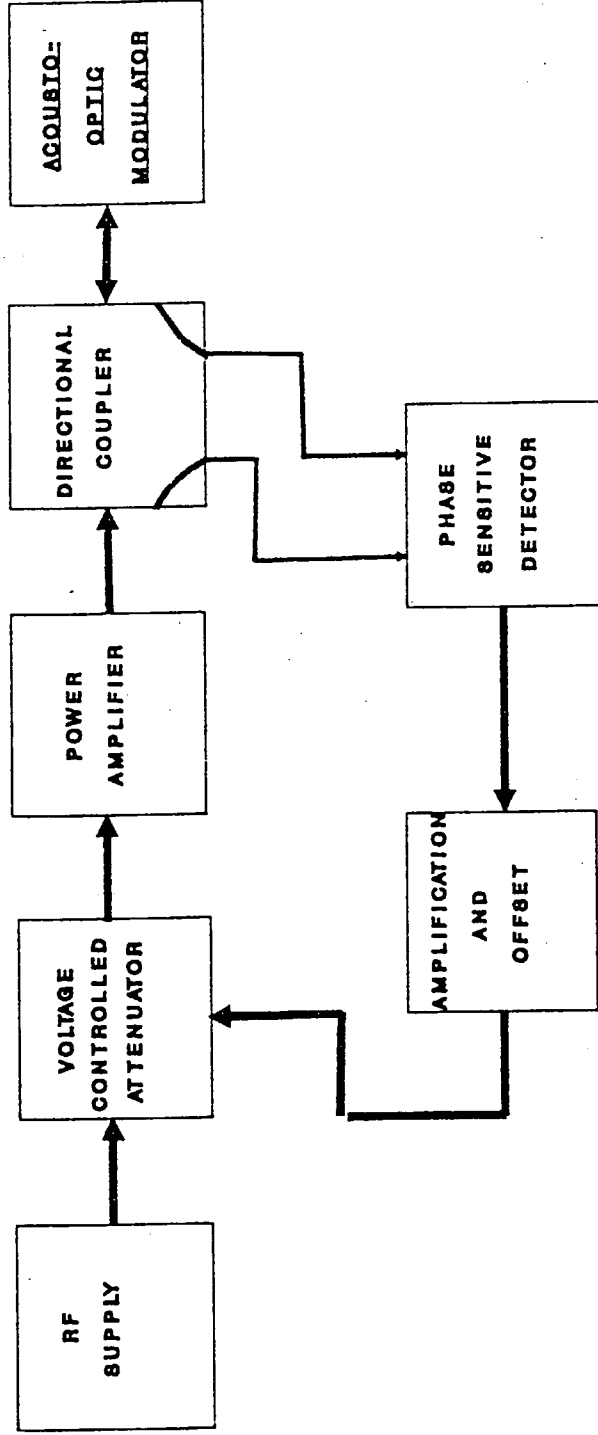 RF
SUPPLY
VOLTAGE
CONTROLLED
ATTENUATOR
POWER
AMPLIFIER
DIRECTIONAL
COUPLER
ACOUSTO-
OPTIC
MODULATOR
AMPLIFICATION
AND
OFFSET
PHASE
SENSITIVE
DETECTOR